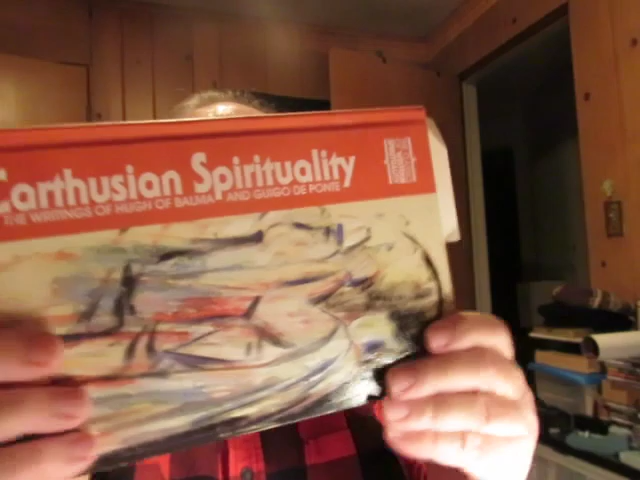 Carthusian Spirituality
THE WRITINGS OF HUGH OF BALMA AND GUIGO DE PONTE